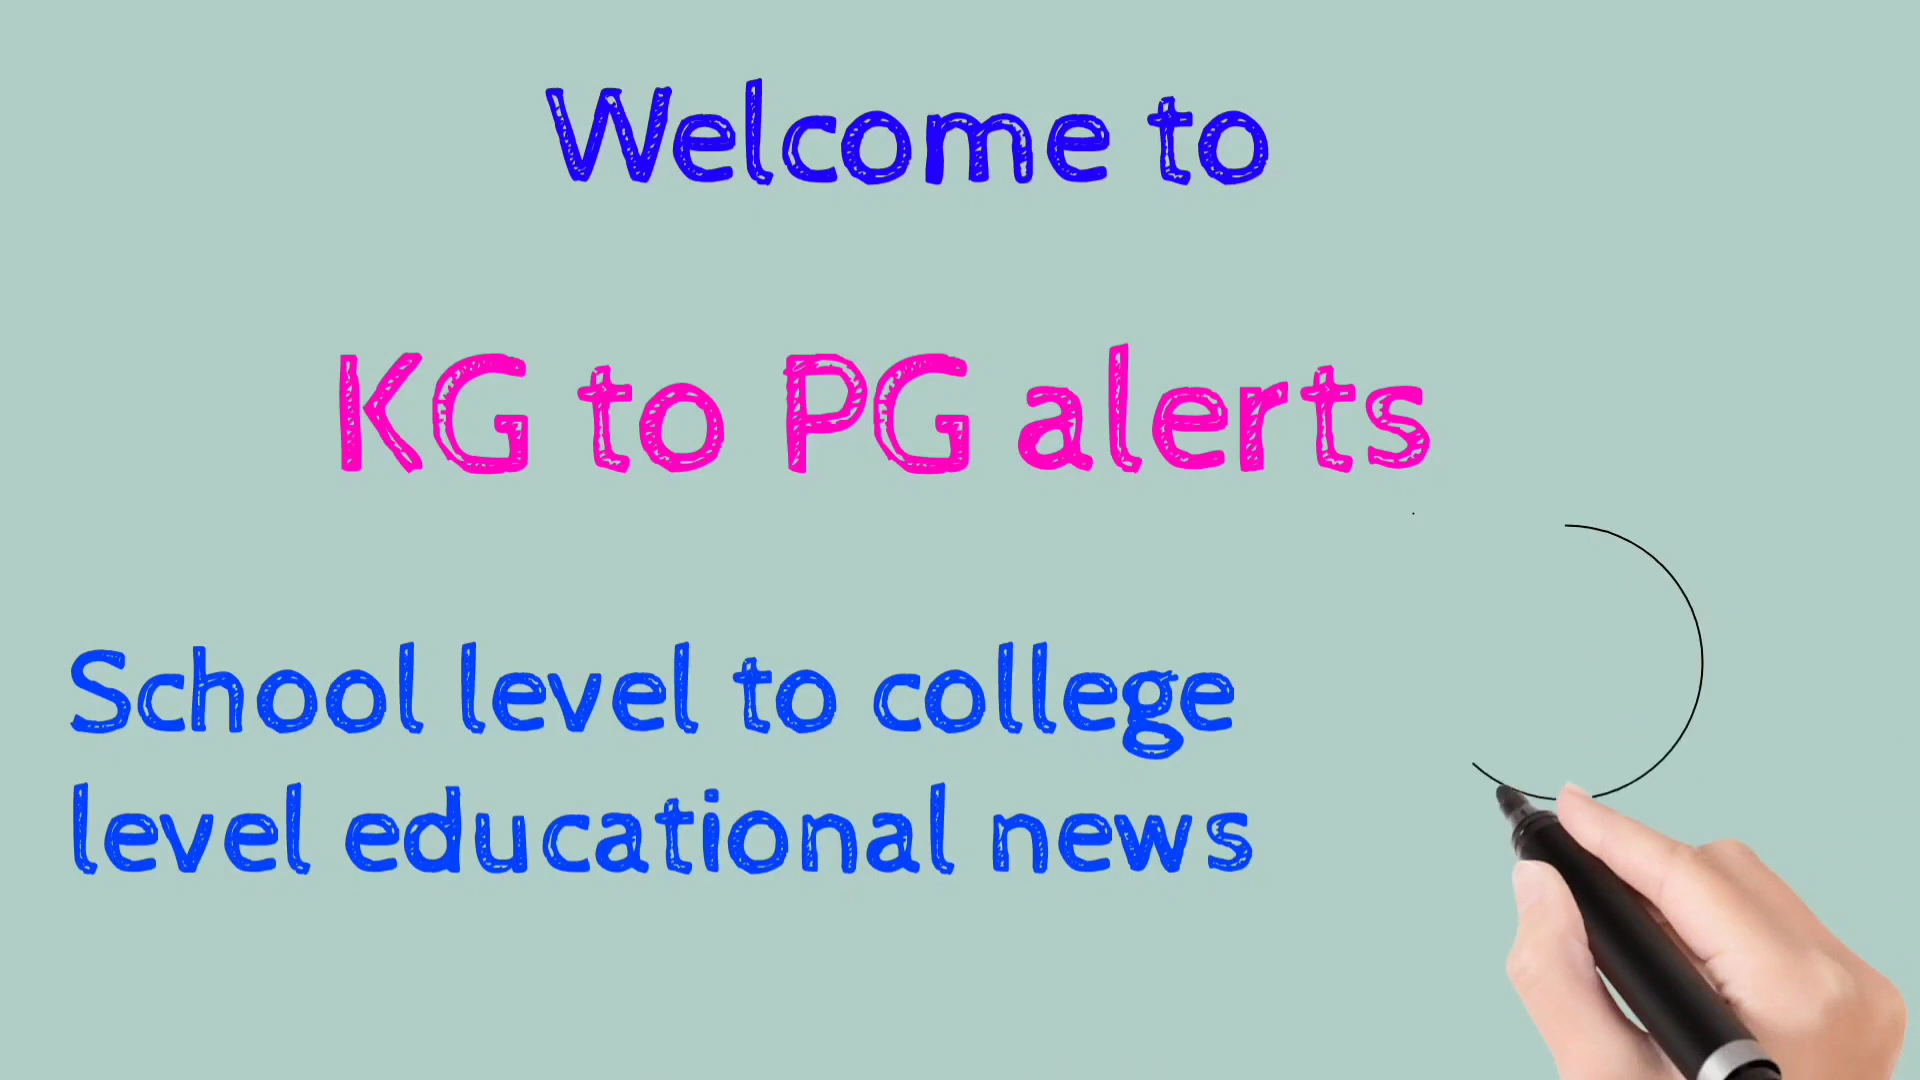 Welcome to
KG to PG alerts
School level to college
level educational news